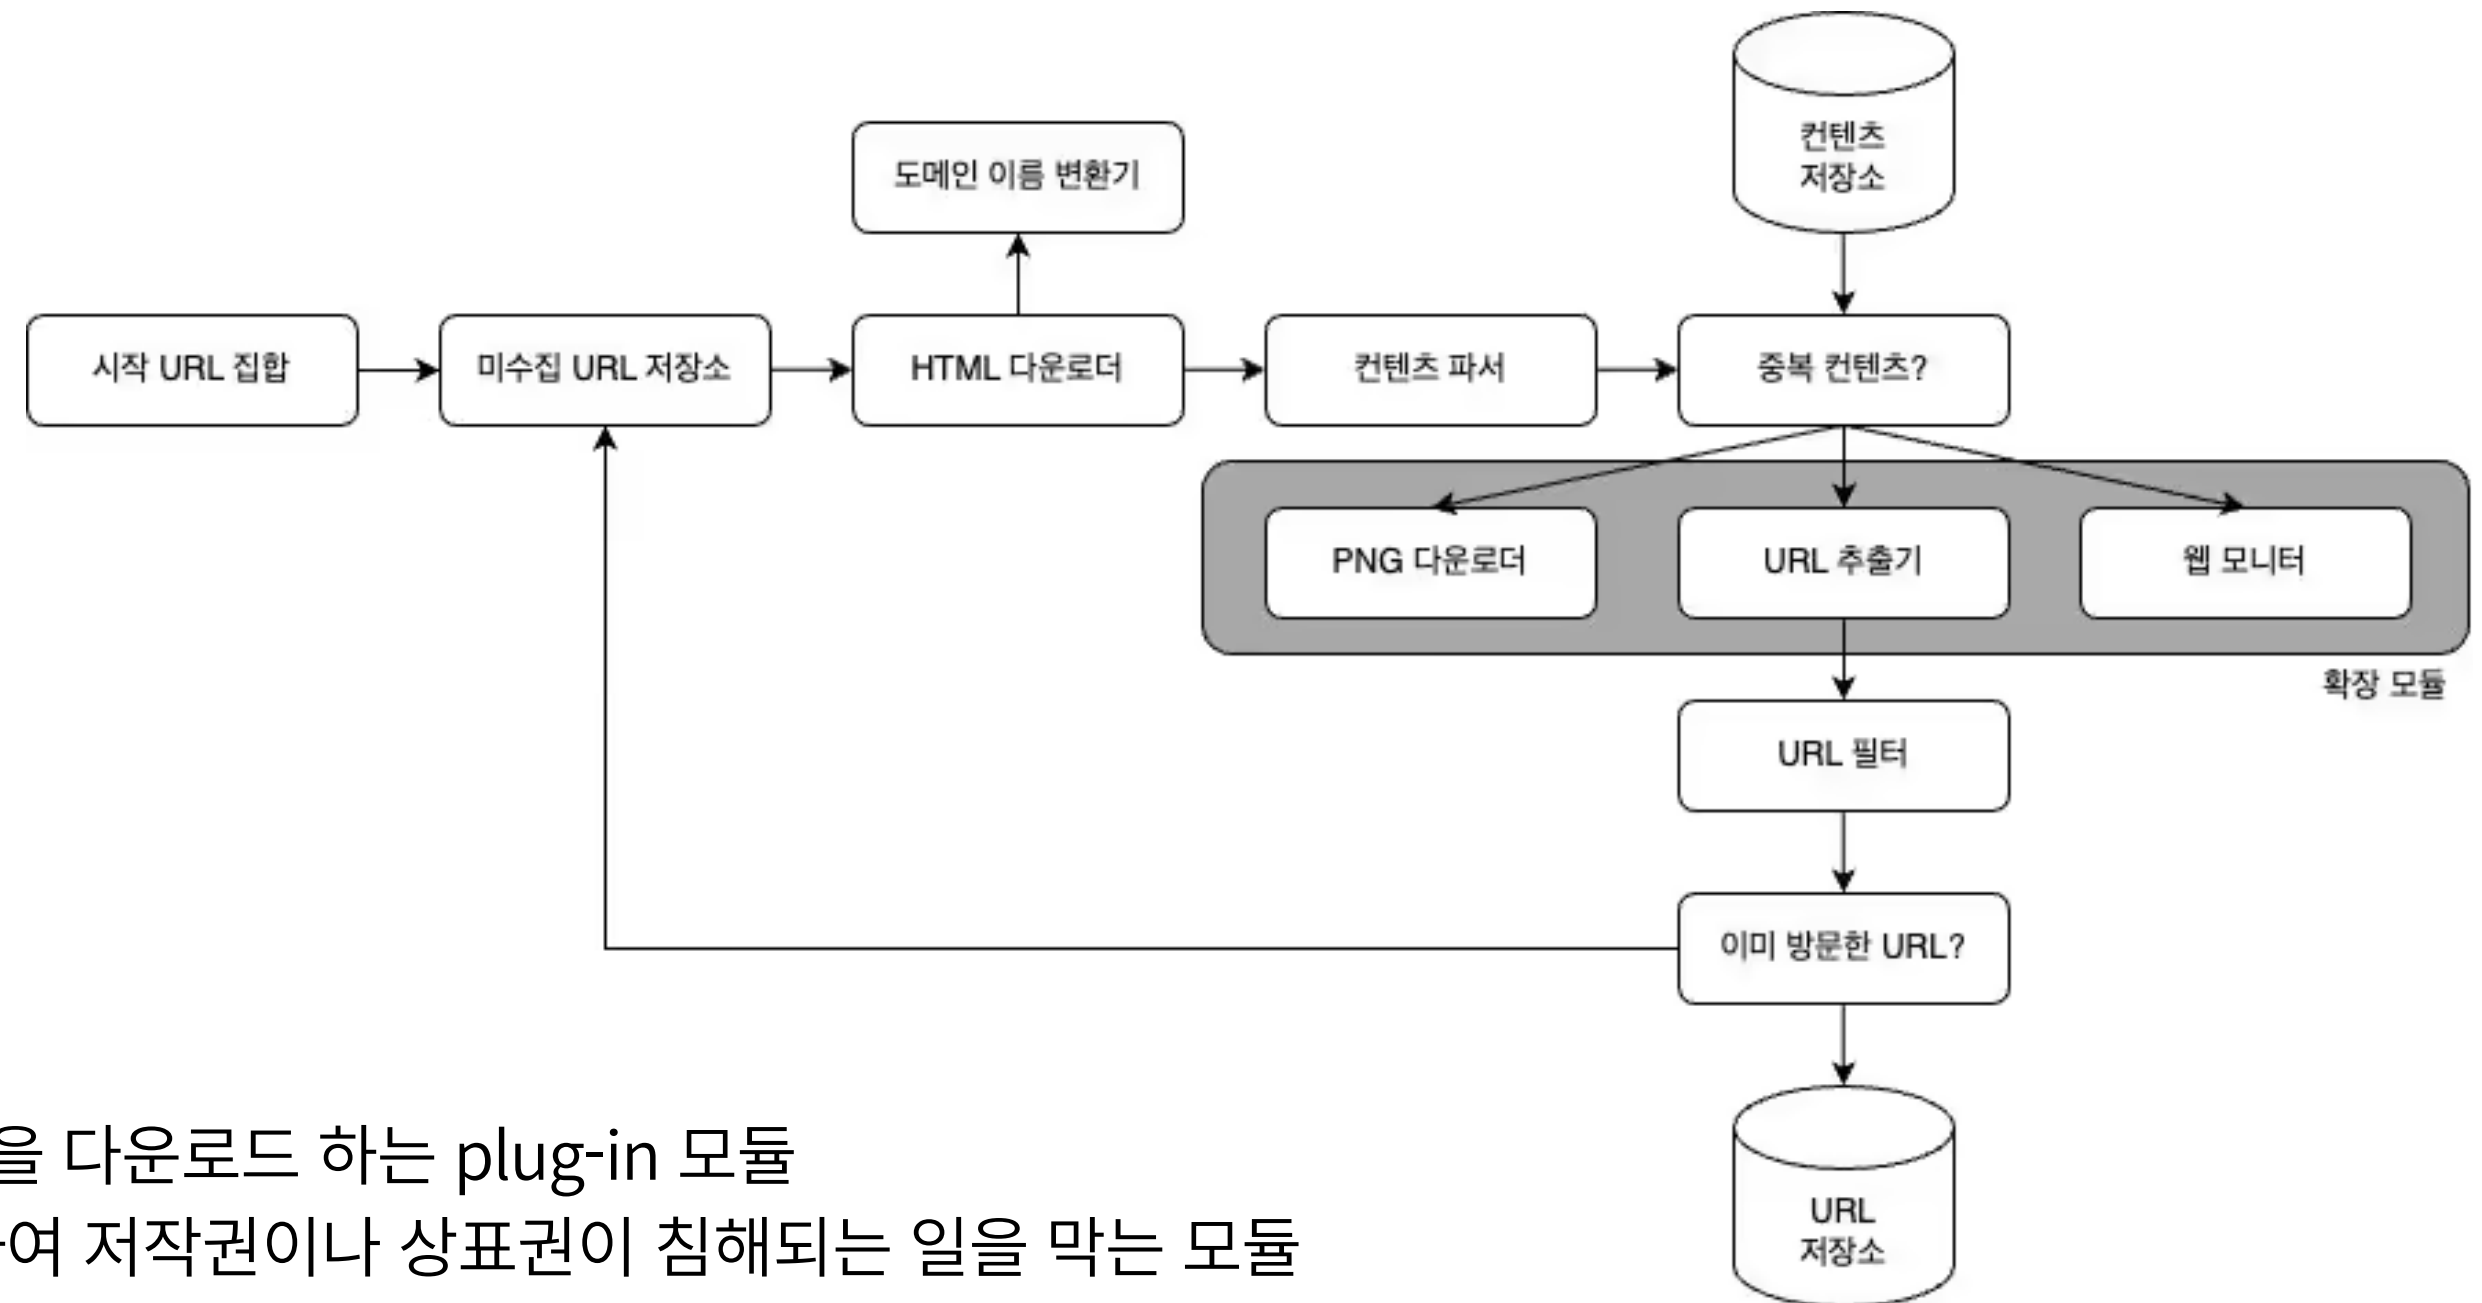 컨텐츠
저장소
도메인 이름 변환기
시작 URL 집합
미수집 URL 저장소
HTML 다운로더
컨텐츠 파서
중복 컨텐츠?
PNG 다운로더
URL 추출기
웹 모니터
확장 모듈
URL 필터
이미 방문한 URL?
URL
저장소
을 다운로드 하는 plug-in 모듈
여 저작권이나 상표권이 침해되는 일을 막는 모듈